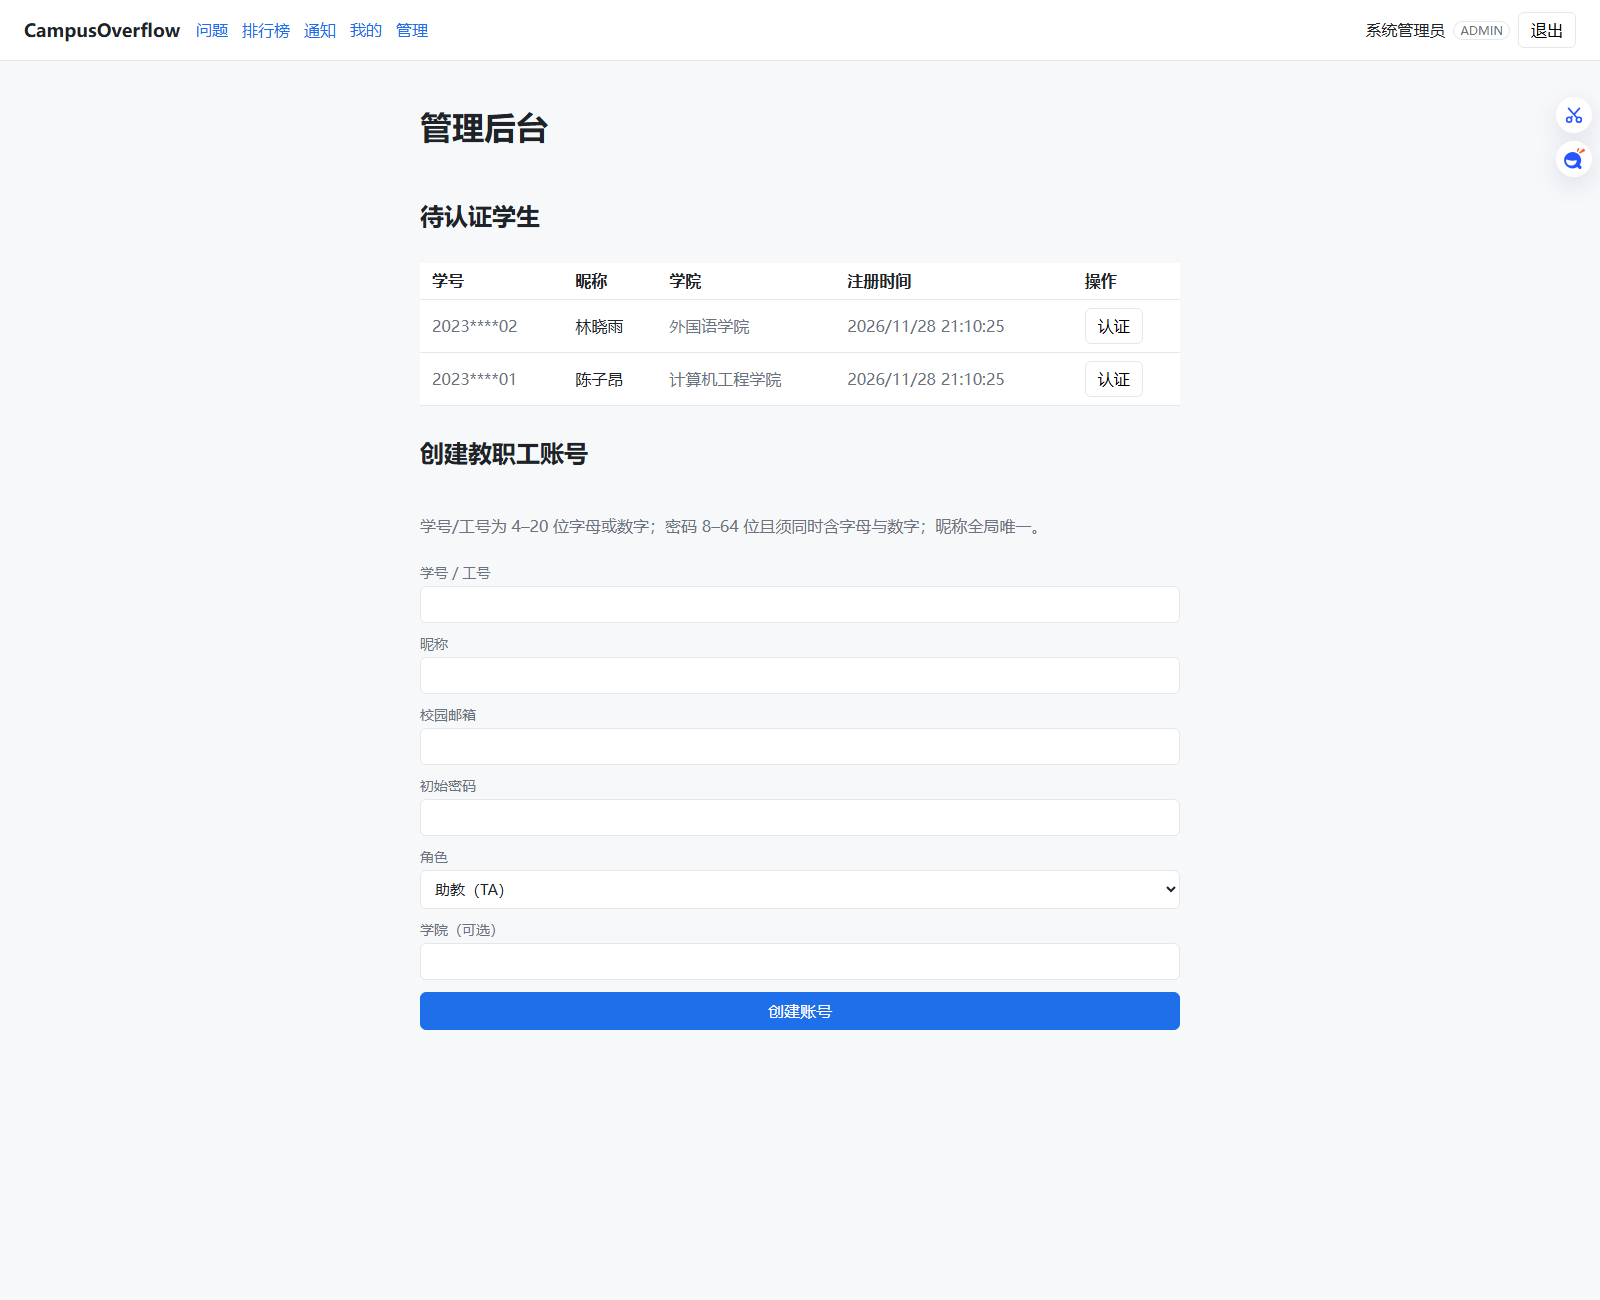 CampusOverflow 问题 排行榜 通知 我的 管理 系统管理员 ADMIN 退出
管理后台
待认证学生
学号 昵称 学院 注册时间 操作
2023****02 林晓雨 外国语学院 2026/11/28 21:10:25 认证
2023****01 陈子昂 计算机工程学院 2026/11/28 21:10:25 认证
创建教职工账号
学号/工号为 4–20 位字母或数字；密码 8–64 位且须同时含字母与数字；昵称全局唯一。
学号 / 工号
昵称
校园邮箱
初始密码
角色
助教（TA）
学院（可选）
创建账号